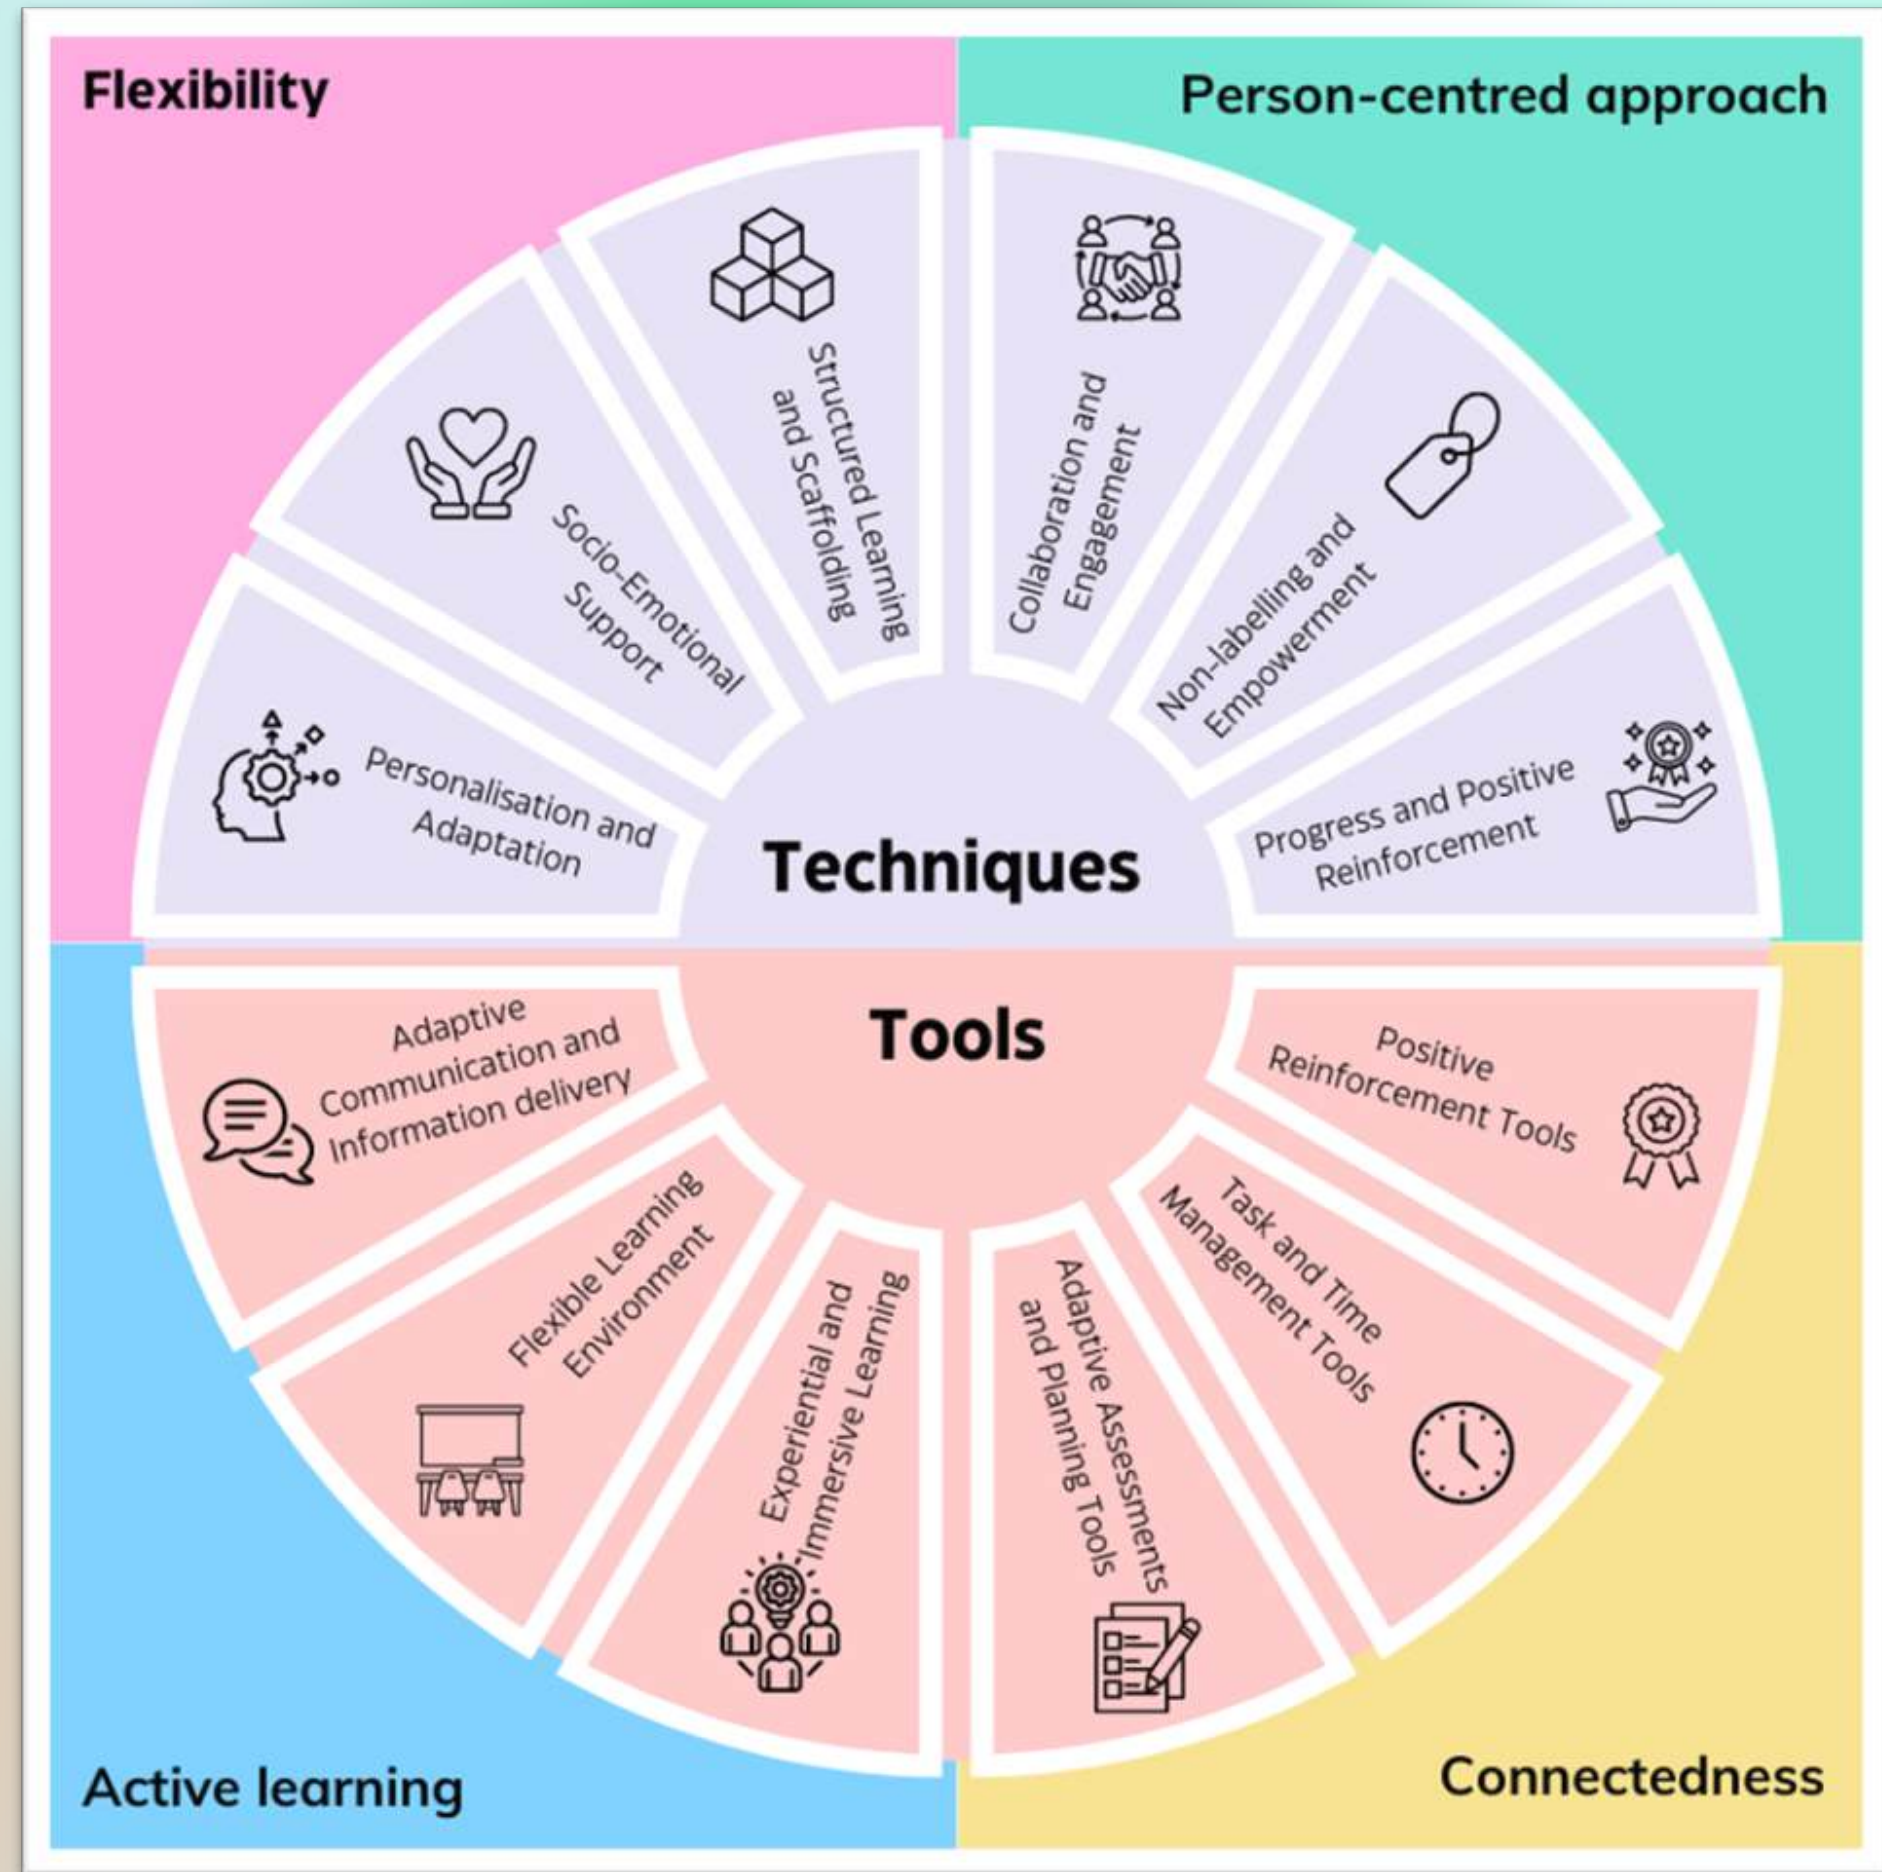 Flexibility
Person-centred approach
Structured Learning
and Scaffolding
Collaboration and
Engagement
Socio-Emotional
Support
Non-labelling and
Empowerment
Personalisation and
Adaptation
Progress and Positive
Reinforcement
Techniques
Tools
Adaptive
Communication and
Information delivery
Positive
Reinforcement Tools
Flexible Learning
Environment
Task and Time
Management Tools
Experiential and
Immersive Learning
Adaptive Assessments
and Planning Tools
Active learning
Connectedness